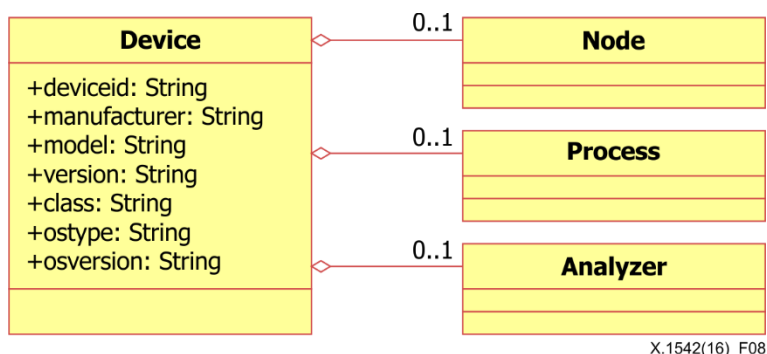 Device
+deviceid: String
+manufacturer: String
+model: String
+version: String
+class: String
+ostype: String
+osversion: String
0..1
Node
0..1
Process
0..1
Analyzer
X.1542(16)_F08